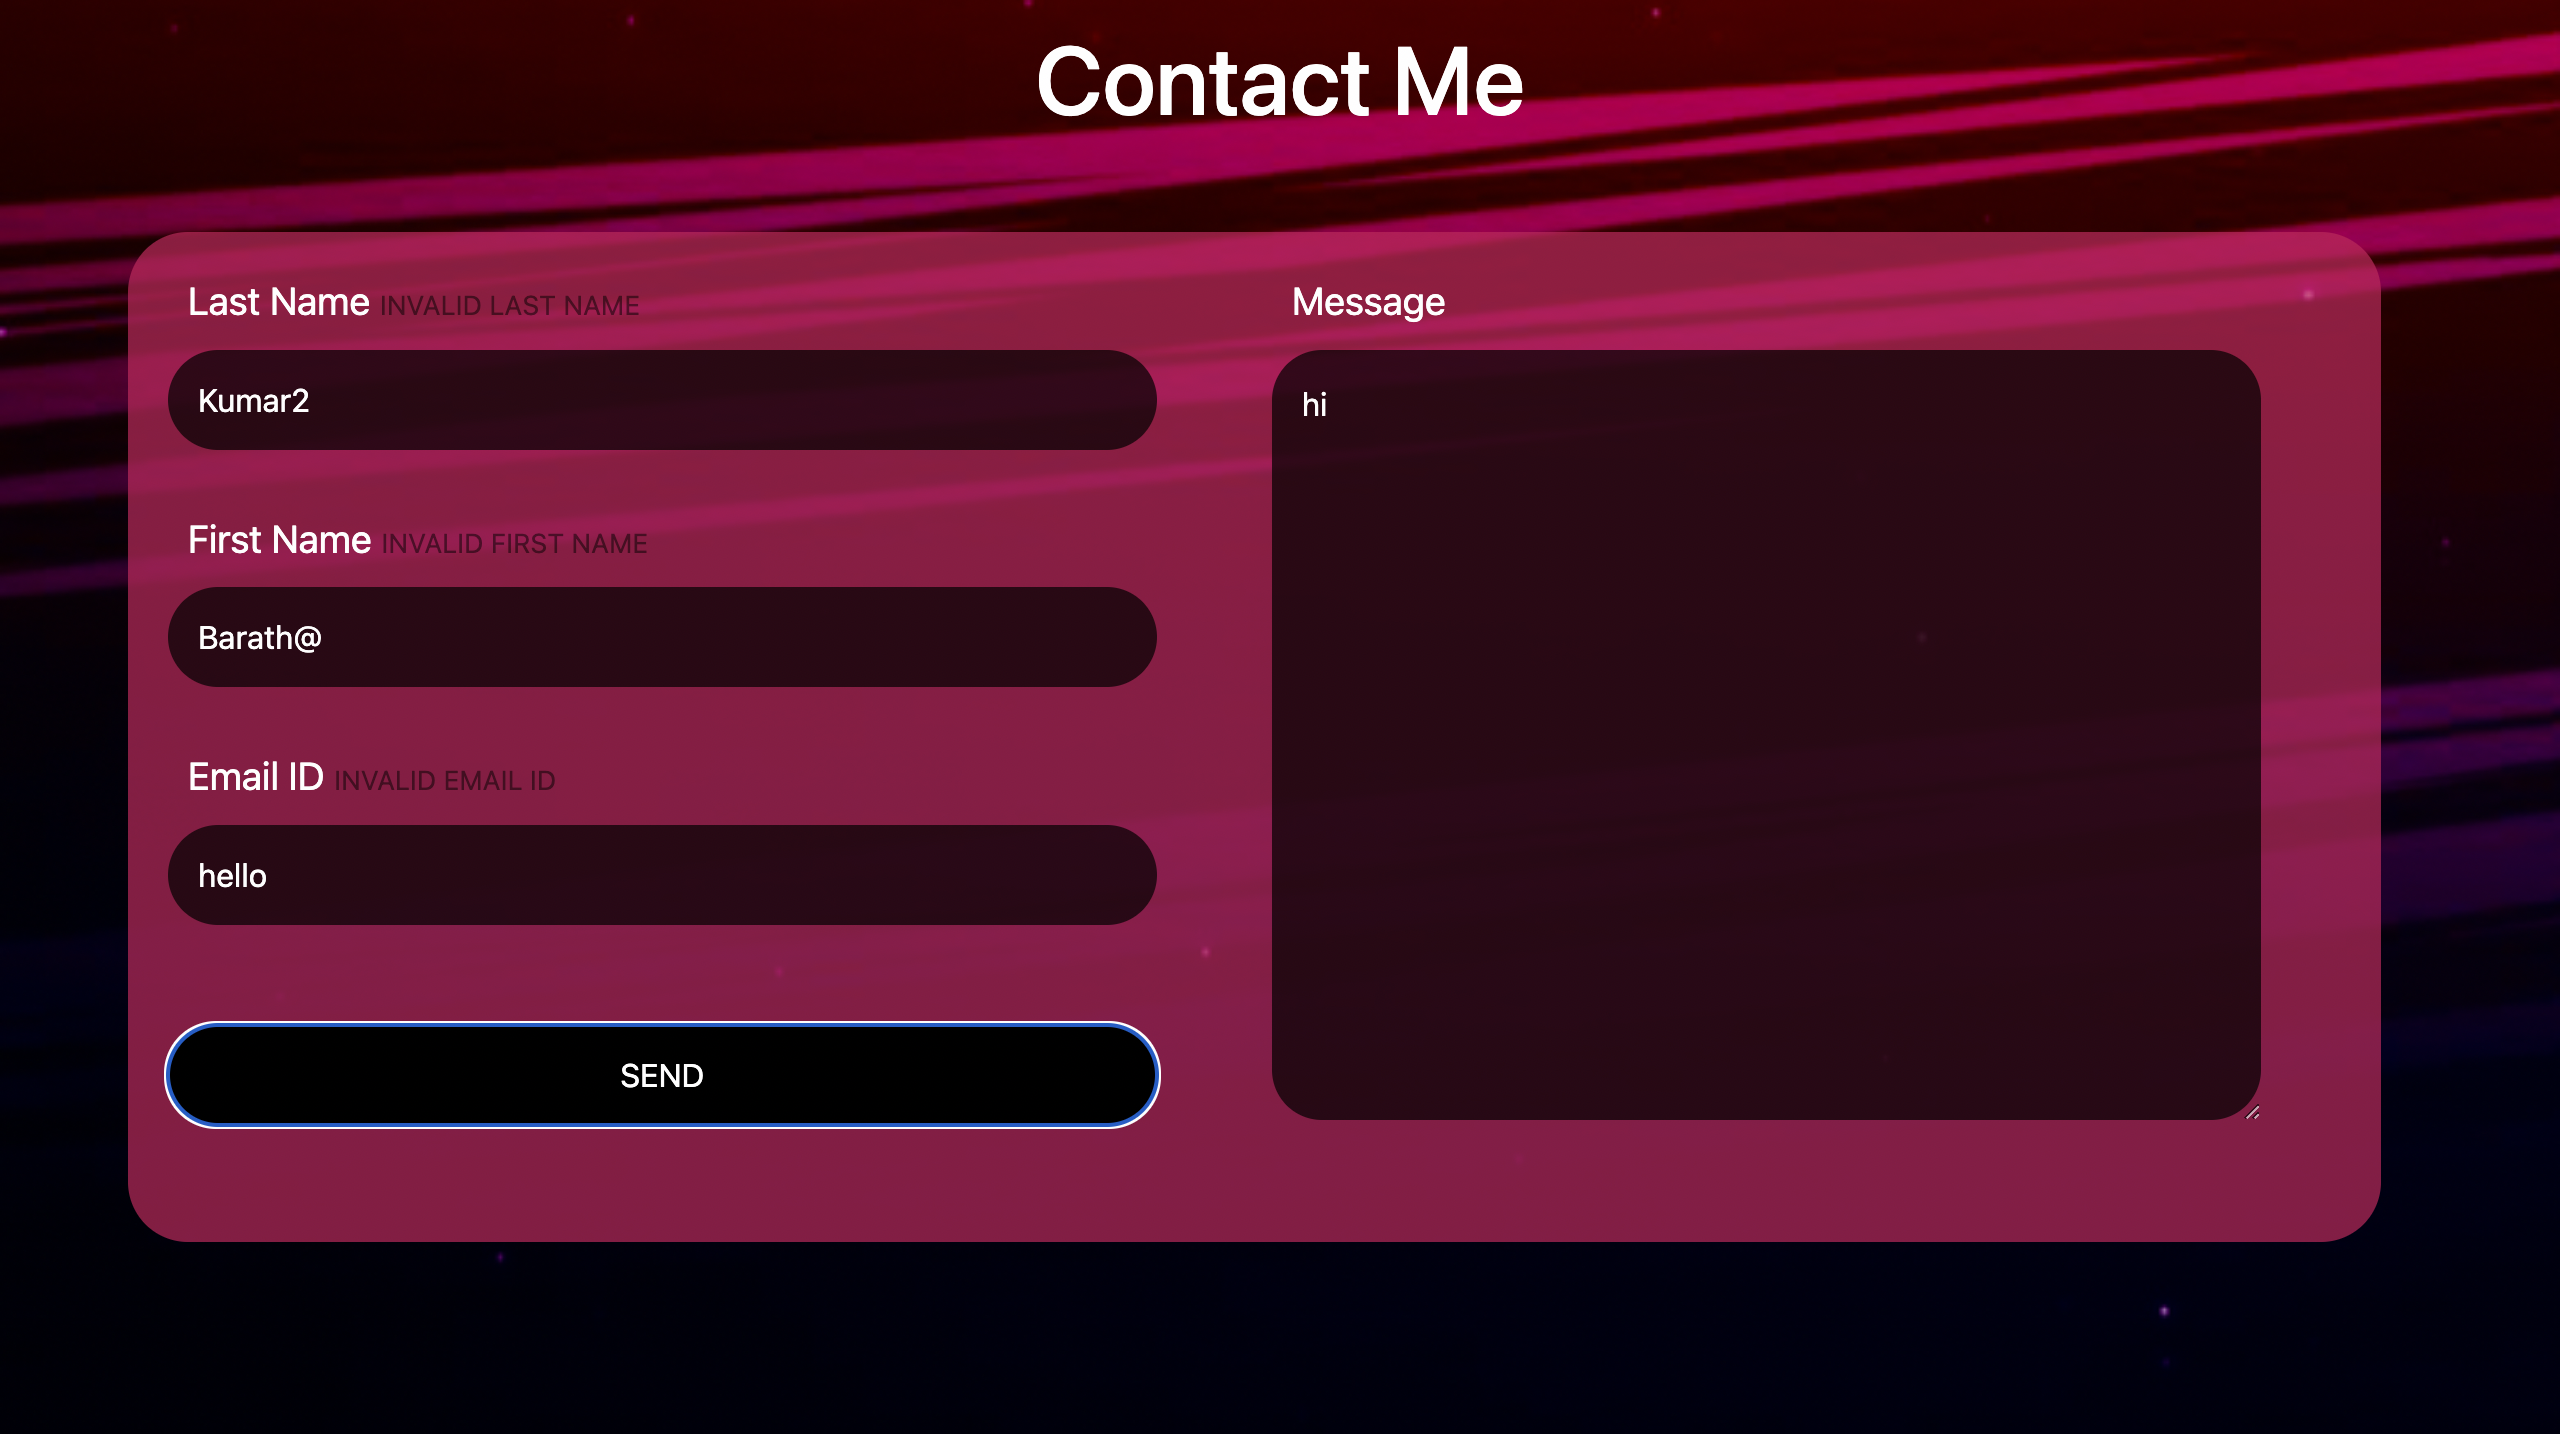 Contact Me
Last Name INVALID LAST NAME
Kumar2
First Name INVALID FIRST NAME
Barath@
Email ID INVALID EMAIL ID
hello
SEND
Message
hi